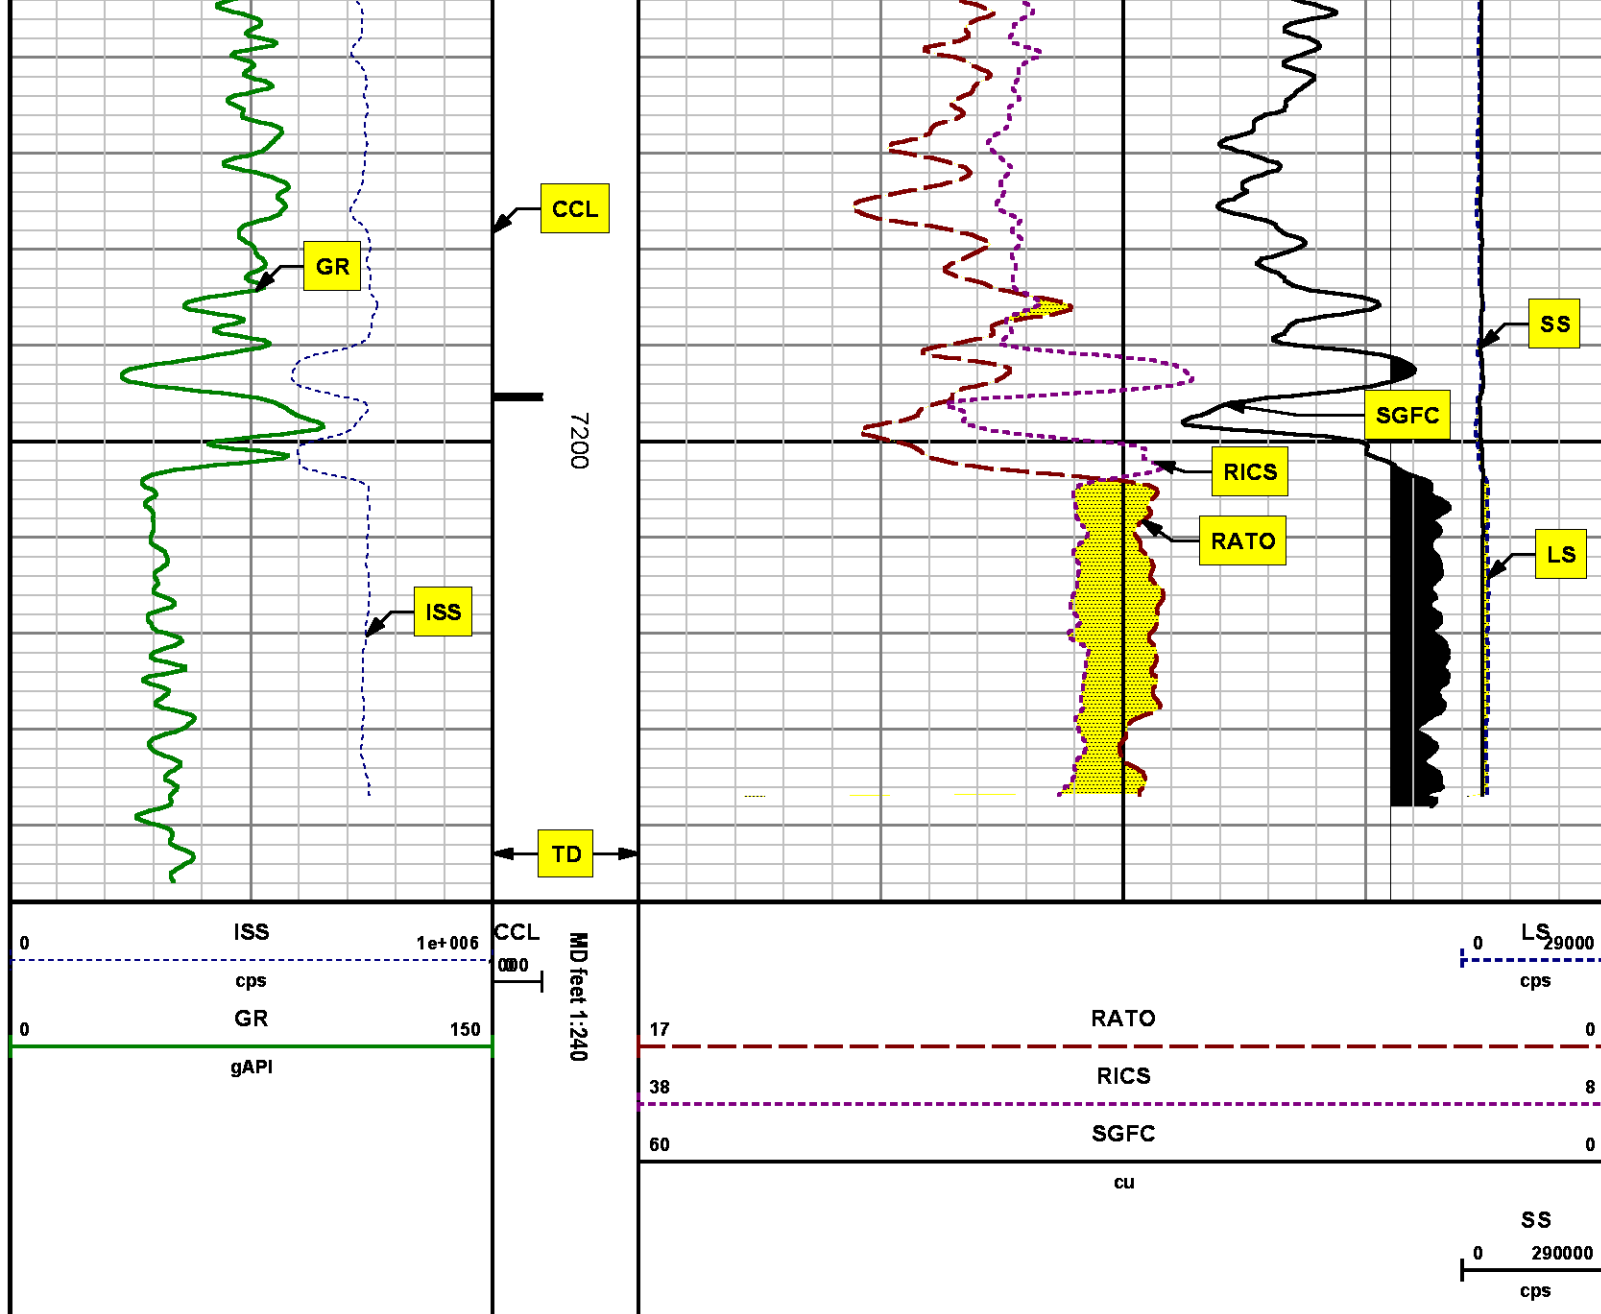 CCL
GR
SS
SGFC
7200
RICS
RATO
LS
ISS
TD
ISS
0 1e+006
cps
GR
0 150
gAPI
CCL
MD feet 1:240
LS
0 29000
cps
RATO
17 0
RICS
38 8
SGFC
60 0
cu
SS
0 290000
cps